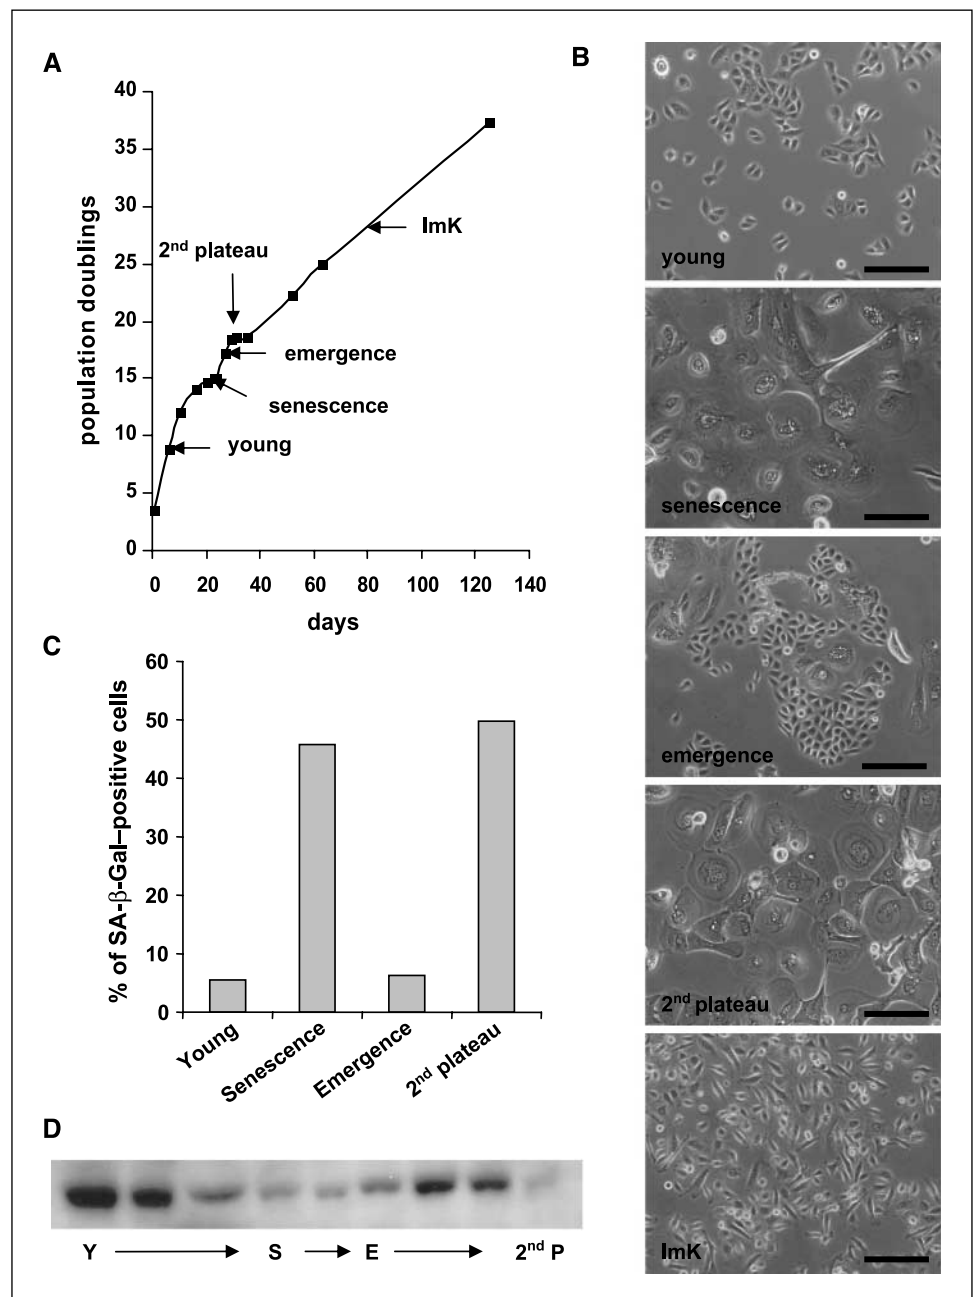 A
40
35
30
25
20
15
10
5
0
population doublings
2nd plateau
ImK
emergence
senescence
young
0 20 40 60 80 100 120 140
days
B
young
senescence
emergence
2nd plateau
ImK
C
60
50
40
30
20
10
0
% of SA-β-Gal–positive cells
Young
Senescence
Emergence
2nd plateau
D
Y S E 2nd P